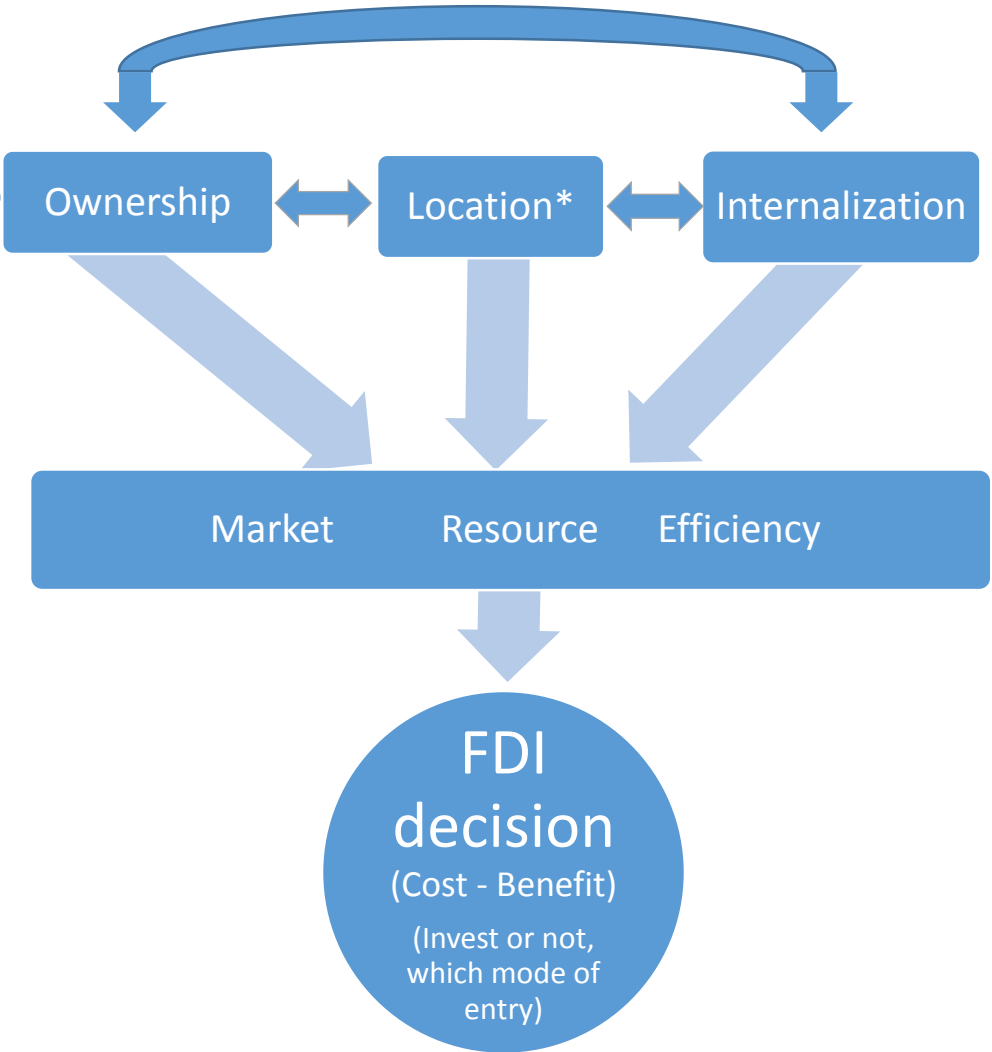 Ownership
Location*
Internalization
Market Resource Efficiency
FDI
decision
(Cost - Benefit)
(Invest or not,
which mode of
entry)